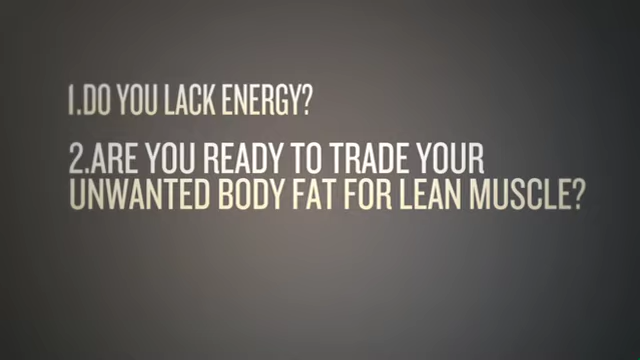 1.DO YOU LACK ENERGY?
2.ARE YOU READY TO TRADE YOUR
UNWANTED BODY FAT FOR LEAN MUSCLE?